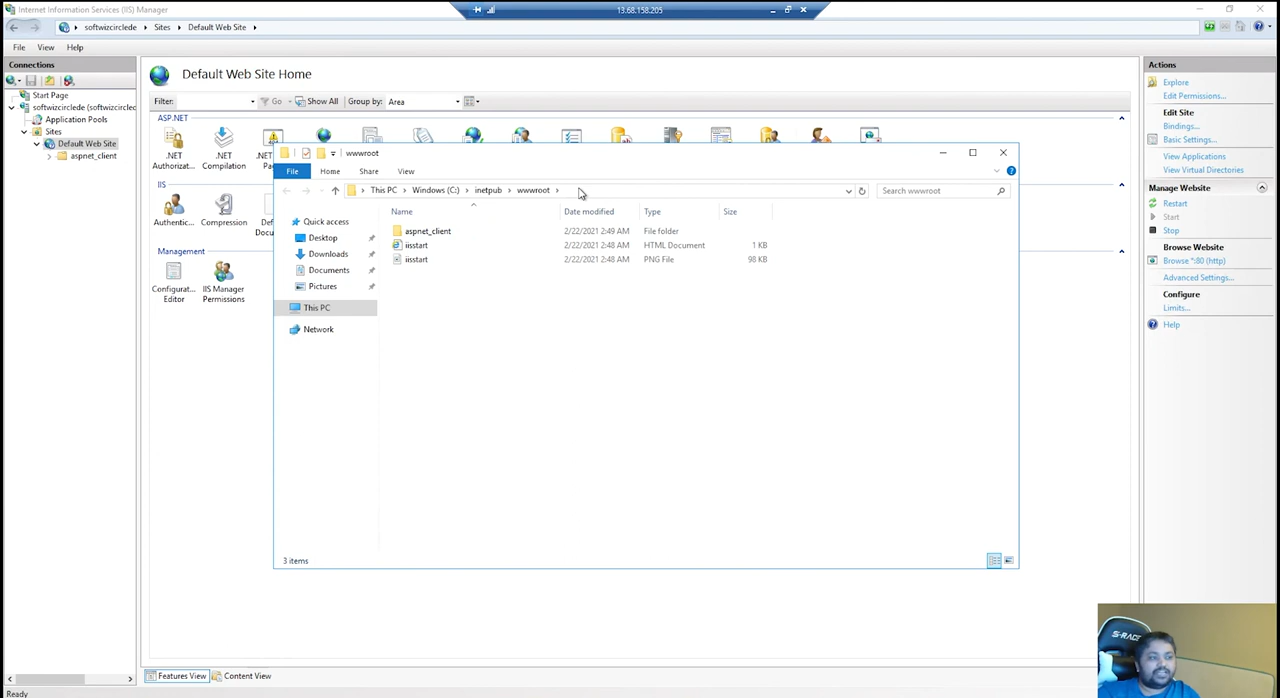 Internet Information Services (IIS) Manager
13.68.158.205
softwizcirclede
Sites
Default Web Site
File View Help
Connections
Start Page
softwizcirclede (softwizcirclec
Application Pools
Sites
Default Web Site
aspnet_client
Default Web Site Home
Filter: Go Show All Group by: Area
ASP.NET
.NET Authorizat...
.NET Compilation
.NET
IIS
Authentic...
Compression
Management
Configurat... Editor
IIS Manager Permissions
wwwroot
File Home Share View
This PC Windows (C:) inetpub wwwroot
Search wwwroot
Quick access
Desktop
Downloads
Documents
Pictures
This PC
Network
Name Date modified Type Size
aspnet_client 2/22/2021 2:49 AM File folder
iisstart 2/22/2021 2:48 AM HTML Document 1 KB
iisstart 2/22/2021 2:48 AM PNG File 98 KB
3 items
Features View Content View
Ready
Actions
Explore
Edit Permissions...
Edit Site
Bindings...
Basic Settings...
View Applications
View Virtual Directories
Manage Website
Restart
Start
Stop
Browse Website
Browse *:80 (http)
Advanced Settings...
Configure
Limits...
Help